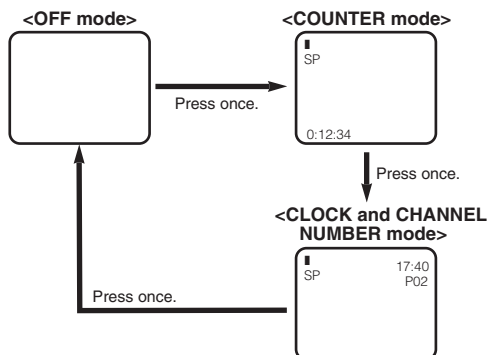 <OFF mode>
<COUNTER mode>
SP
Press once.
0:12:34
Press once.
<CLOCK and CHANNEL
NUMBER mode>
SP
17:40
P02
Press once.